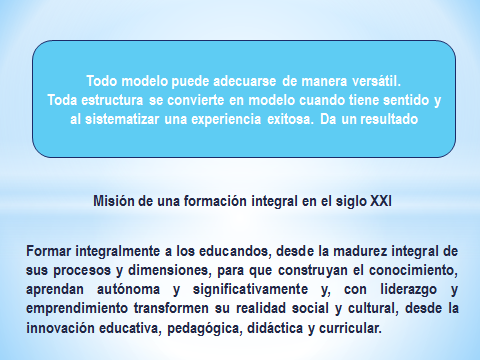 Todo modelo puede adecuarse de manera versátil.
Toda estructura se convierte en modelo cuando tiene sentido y
al sistematizar una experiencia exitosa. Da un resultado
Misión de una formación integral en el siglo XXI
Formar integralmente a los educandos, desde la madurez integral de
sus procesos y dimensiones, para que construyan el conocimiento,
aprendan autónoma y significativamente y, con liderazgo y
emprendimiento transformen su realidad social y cultural, desde la
innovación educativa, pedagógica, didáctica y curricular.